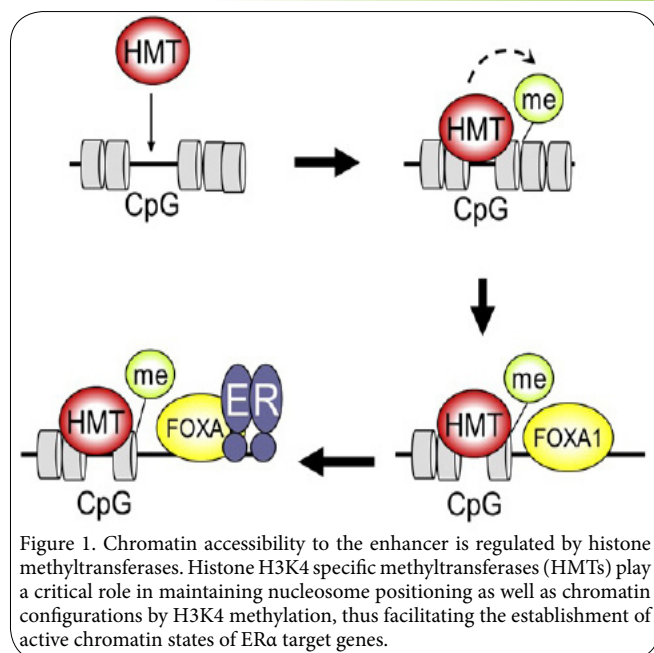 HMT
CpG
HMT
me
CpG
HMT
me
FOXA1
CpG
HMT
me
FOXA
ER
CpG
Figure 1. Chromatin accessibility to the enhancer is regulated by histone
methyltransferases. Histone H3K4 specific methyltransferases (HMTs) play
a critical role in maintaining nucleosome positioning as well as chromatin
configurations by H3K4 methylation, thus facilitating the establishment of
active chromatin states of ERα target genes.